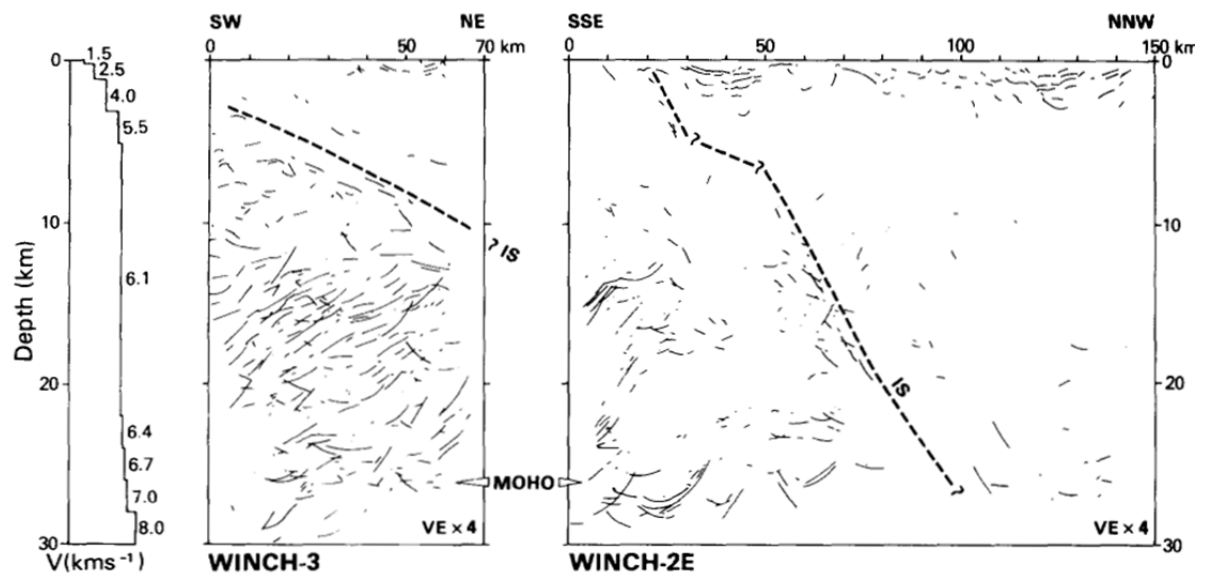 SW NE SSE NNW
0 50 70 km 0 50 100 150 km
0 1.5 0
2.5
4.0
5.5
? ?
10 10
? IS
Depth (km)
6.1
20 IS 20
6.4
6.7
MOHO ?
7.0
8.0 VE × 4 VE × 4
30 30
V(kms⁻¹) WINCH-3 WINCH-2E